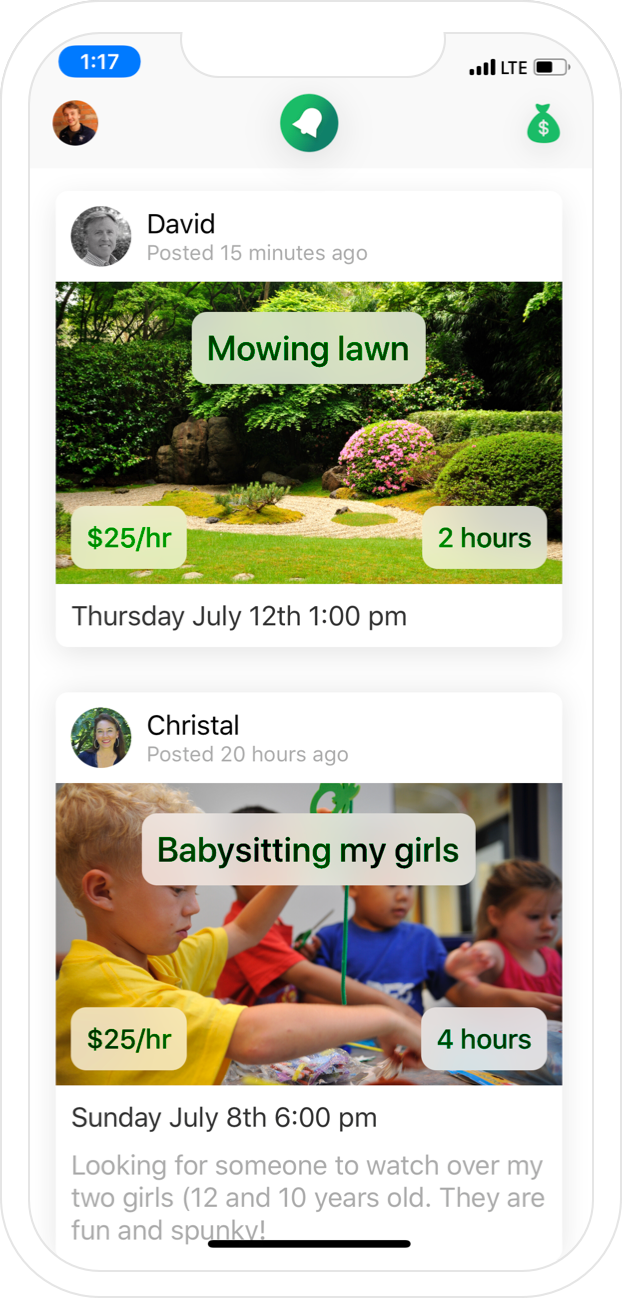 1:17
LTE
$
David
Posted 15 minutes ago
Mowing lawn
$25/hr
2 hours
Thursday July 12th 1:00 pm
Christal
Posted 20 hours ago
Babysitting my girls
$25/hr
4 hours
Sunday July 8th 6:00 pm
Looking for someone to watch over my
two girls (12 and 10 years old. They are
fun and spunky!